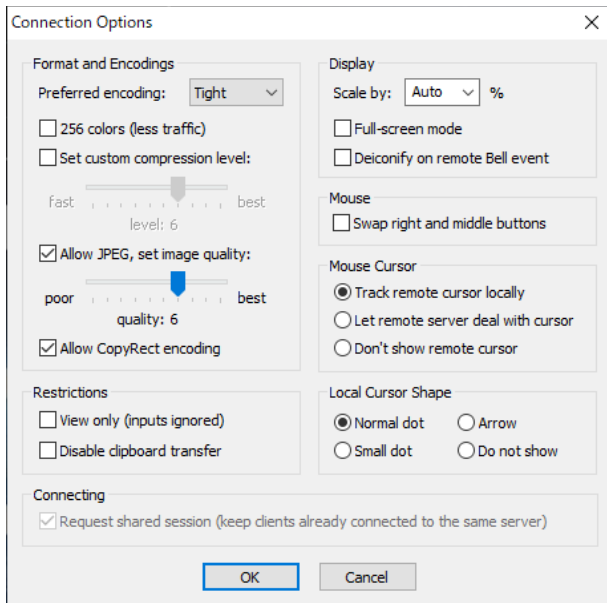 Connection Options
Format and Encodings
Preferred encoding: Tight
256 colors (less traffic)
Set custom compression level:
fast best
level: 6
Allow JPEG, set image quality:
poor best
quality: 6
Allow CopyRect encoding
Restrictions
View only (inputs ignored)
Disable clipboard transfer
Display
Scale by: Auto %
Full-screen mode
Deiconify on remote Bell event
Mouse
Swap right and middle buttons
Mouse Cursor
Track remote cursor locally
Let remote server deal with cursor
Don't show remote cursor
Local Cursor Shape
Normal dot Arrow
Small dot Do not show
Connecting
Request shared session (keep clients already connected to the same server)
OK Cancel